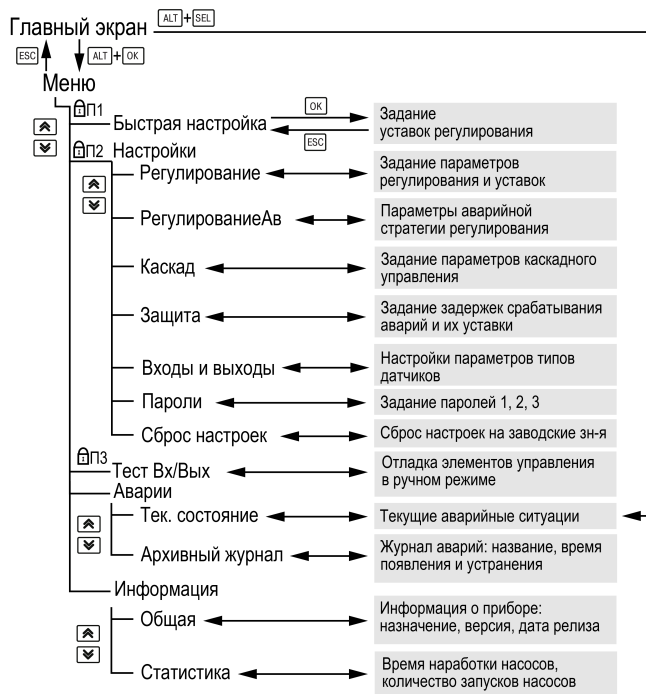 Главный экран ALT+SEL
ESC ALT+OK
Меню
П1
Быстрая настройка OK ESC Задание
уставок регулирования
П2 Настройки
Регулирование Задание параметров
регулирования и уставок
РегулированиеАв Параметры аварийной
стратегии регулирования
Каскад Задание параметров каскадного
управления
Защита Задание задержек срабатывания
аварий и их уставки
Входы и выходы Настройки параметров типов
датчиков
Пароли Задание паролей 1, 2, 3
Сброс настроек Сброс настроек на заводские зн-я
П3
Тест Вх/Вых Отладка элементов управления
в ручном режиме
Аварии
Тек. состояние Текущие аварийные ситуации
Архивный журнал Журнал аварий: название, время
появления и устранения
Информация
Общая Информация о приборе:
назначение, версия, дата релиза
Статистика Время наработки насосов,
количество запусков насосов